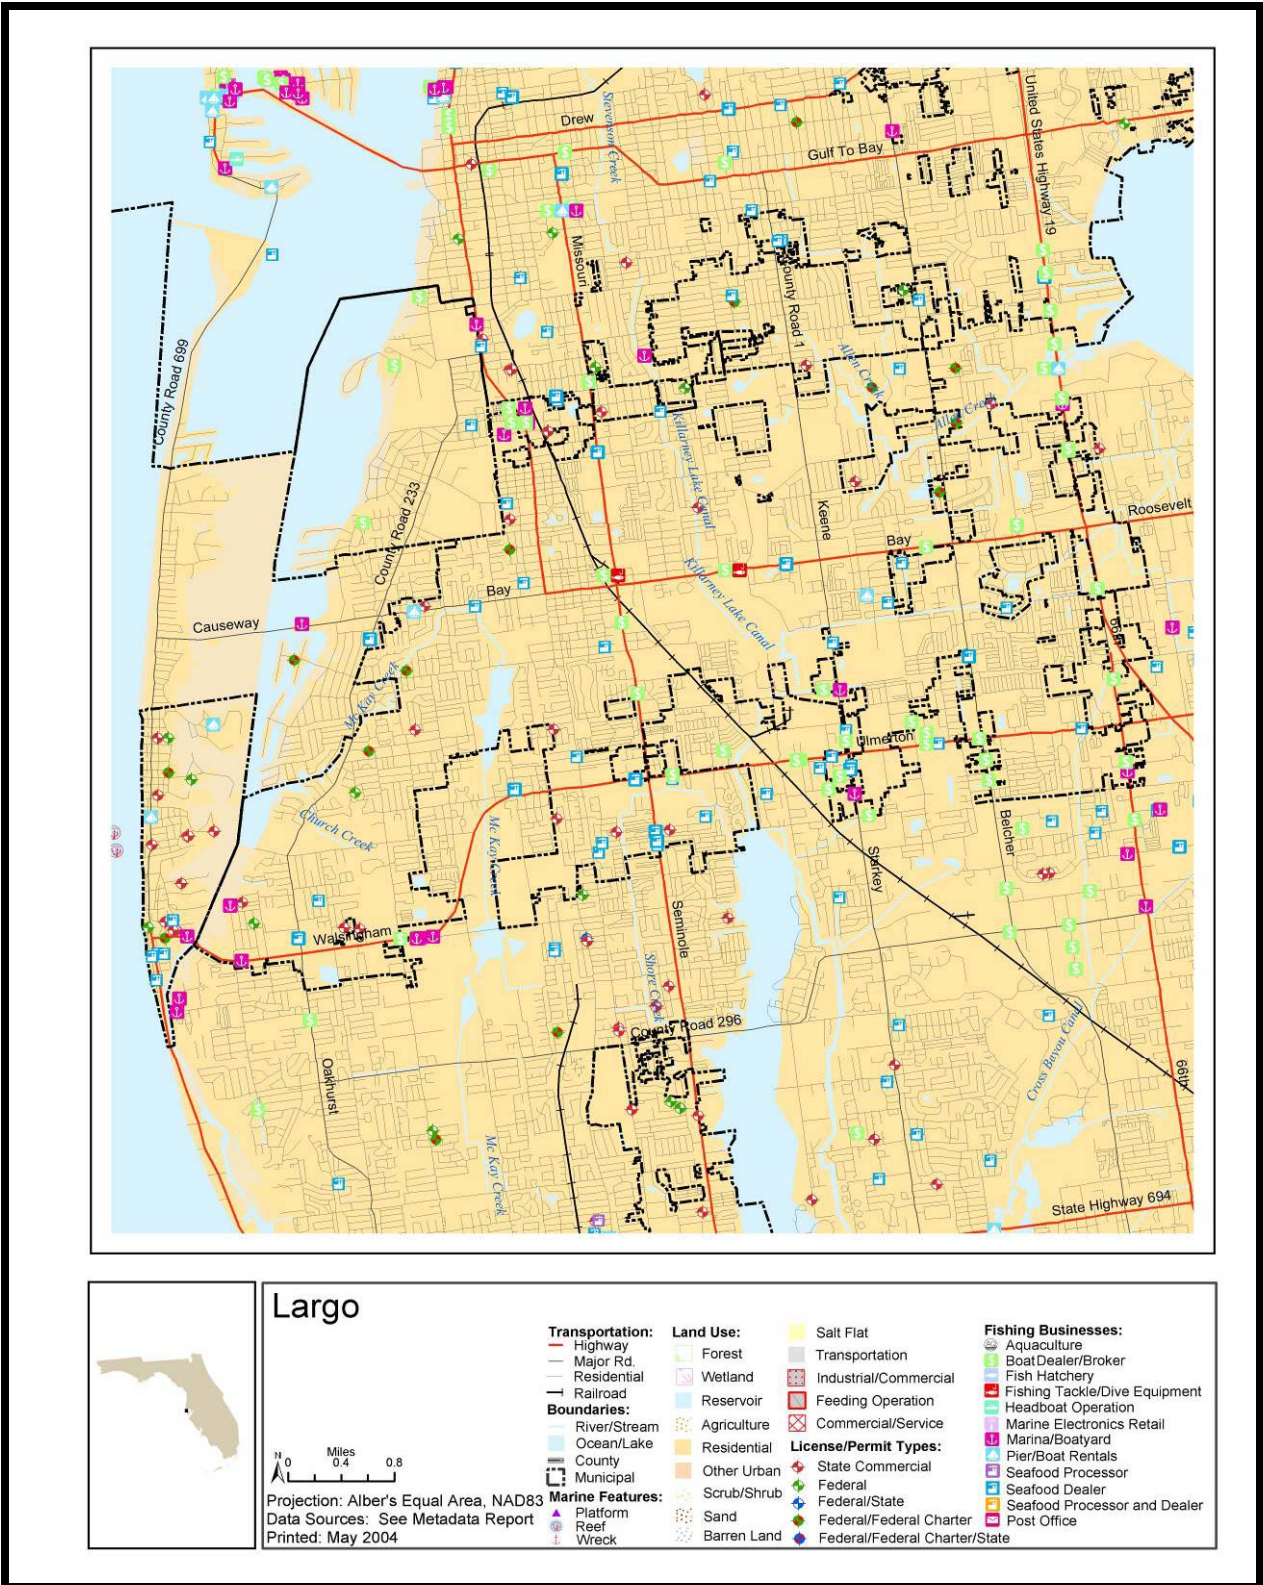 Drew
Stevenson Creek
Gulf To Bay
United States Highway 19
Missouri
County Road 1
County Road 699
Allen Creek
Allen Creek
Killarney Lake Canal
County Road 233
Keene
Roosevelt
Bay
Killarney Lake Canal
Bay
Causeway
66th
Mc Kay Creek
Ulmerton
Church Creek
Mc Kay Creek
Belcher
Starkey
Seminole
Walsingham
Shore Creek
County Road 296
Cross Bayou Canal
Oakhurst
66th
Mc Kay Creek
State Highway 694
Largo
N
Miles
0 0.4 0.8
Projection: Alber's Equal Area, NAD83
Data Sources: See Metadata Report
Printed: May 2004
Transportation:
Highway
Major Rd.
Residential
Railroad
Boundaries:
River/Stream
Ocean/Lake
County
Municipal
Marine Features:
Platform
Reef
Wreck
Land Use:
Forest
Wetland
Reservoir
Agriculture
Residential
Other Urban
Scrub/Shrub
Sand
Barren Land
Salt Flat
Transportation
Industrial/Commercial
Feeding Operation
Commercial/Service
License/Permit Types:
State Commercial
Federal
Federal/State
Federal/Federal Charter
Federal/Federal Charter/State
Fishing Businesses:
Aquaculture
Boat Dealer/Broker
Fish Hatchery
Fishing Tackle/Dive Equipment
Headboat Operation
Marine Electronics Retail
Marina/Boatyard
Pier/Boat Rentals
Seafood Processor
Seafood Dealer
Seafood Processor and Dealer
Post Office